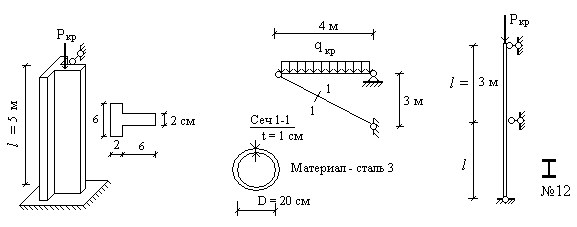 Pкр
l = 5 м
6
2 см
2
6
4 м
qкр
1
1
3 м
Сеч 1-1
t = 1 см
Материал - сталь 3
D = 20 см
Pкр
l =
3 м
l
№12